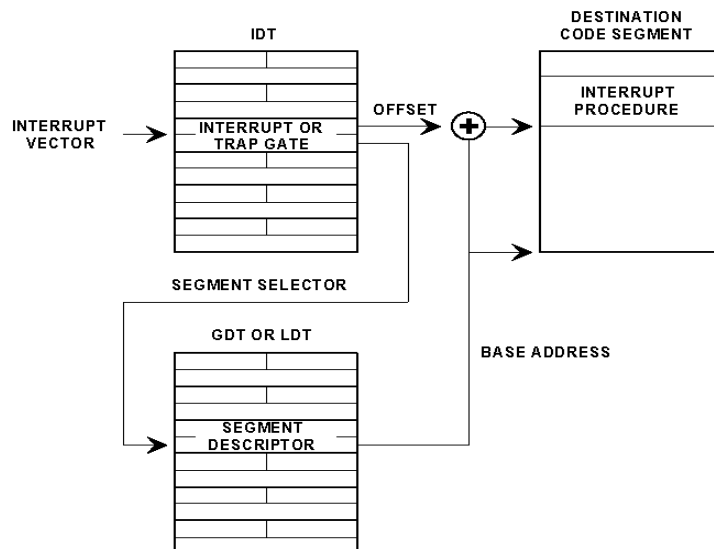 DESTINATION
CODE SEGMENT
IDT
INTERRUPT
PROCEDURE
OFFSET
+
INTERRUPT
VECTOR
INTERRUPT OR
TRAP GATE
SEGMENT SELECTOR
GDT OR LDT
BASE ADDRESS
SEGMENT
DESCRIPTOR